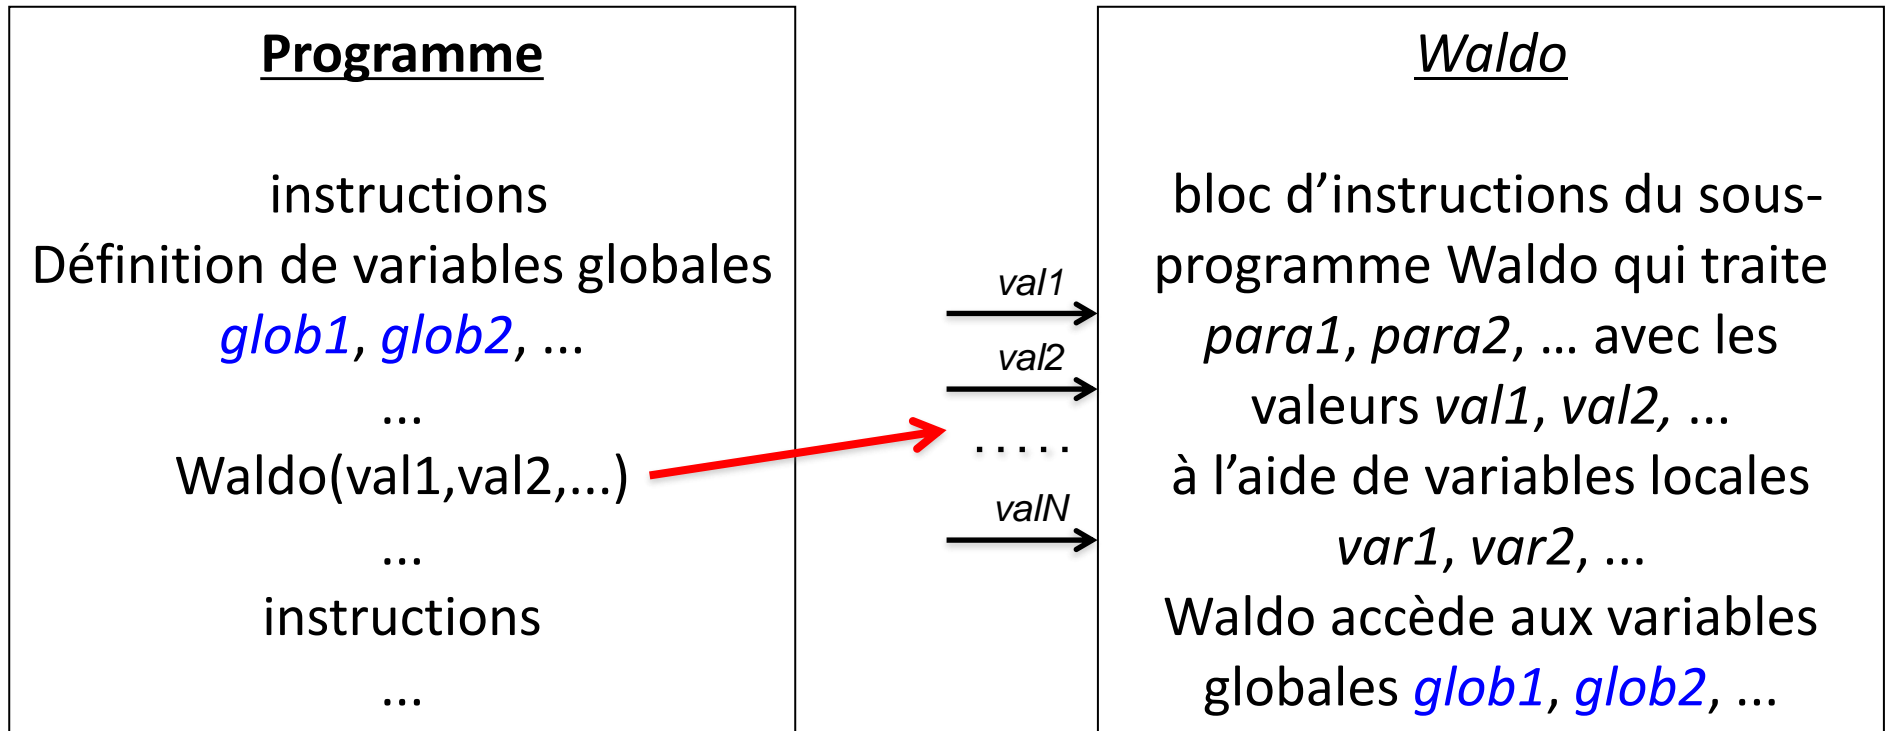 Programme
instructions
Définition de variables globales
glob1, glob2, ...
...
Waldo(val1,val2,...)
...
instructions
...
val1
val2
.....
valN
Waldo
bloc d’instructions du sous-
programme Waldo qui traite
para1, para2, … avec les
valeurs val1, val2, ...
à l’aide de variables locales
var1, var2, ...
Waldo accède aux variables
globales glob1, glob2, ...